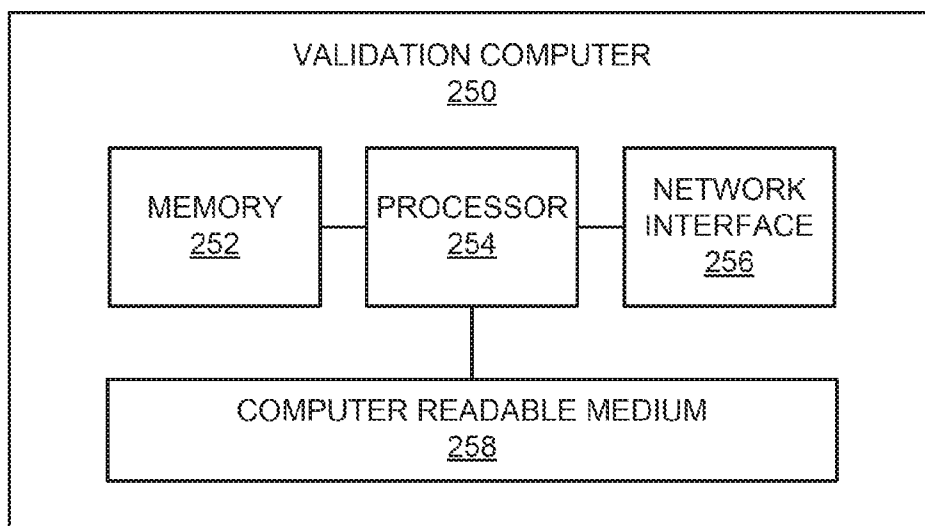 VALIDATION COMPUTER
250
MEMORY
252
PROCESSOR
254
NETWORK
INTERFACE
256
COMPUTER READABLE MEDIUM
258